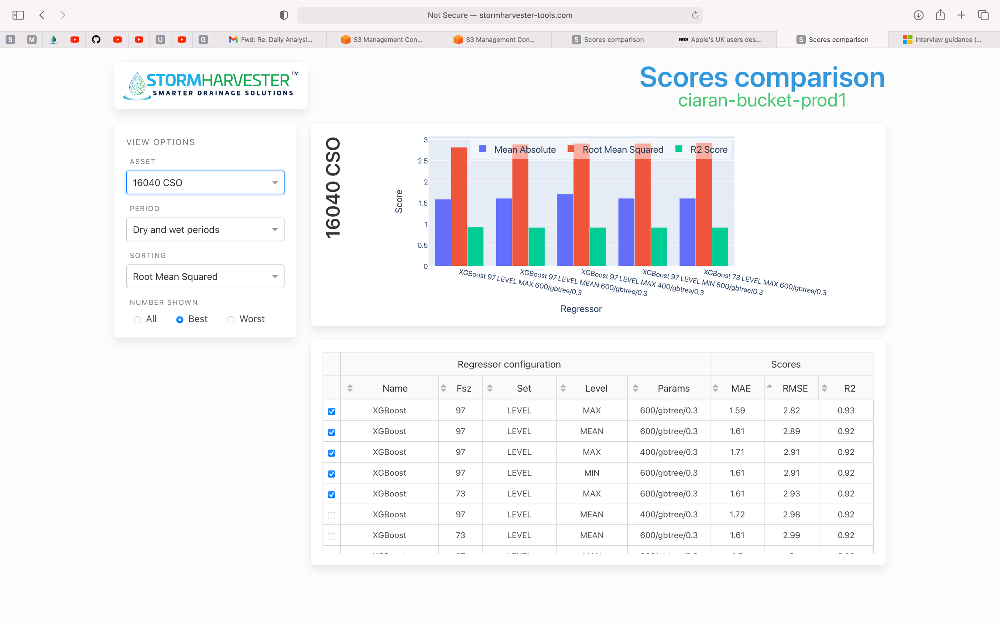 Not Secure — stormharvester-tools.com
S
M
U
G
Fwd: Re: Daily Analysi...
S3 Management Con...
S3 Management Con...
S Scores comparison
BBC Apple's UK users des...
S Scores comparison
Interview guidance |...
STORMHARVESTER™
SMARTER DRAINAGE SOLUTIONS
Scores comparison
ciaran-bucket-prod1
VIEW OPTIONS
ASSET
16040 CSO
PERIOD
Dry and wet periods
SORTING
Root Mean Squared
NUMBER SHOWN
All Best Worst
16040 CSO
Mean Absolute Root Mean Squared R2 Score
3
2.5
2
1.5
1
0.5
0
Score
XGBoost 97 LEVEL MAX 600/gbtree/0.3
XGBoost 97 LEVEL MEAN 600/gbtree/0.3
XGBoost 97 LEVEL MAX 400/gbtree/0.3
XGBoost 97 LEVEL MIN 600/gbtree/0.3
XGBoost 73 LEVEL MAX 600/gbtree/0.3
Regressor
Regressor configuration Scores
Name Fsz Set Level Params MAE RMSE R2
XGBoost 97 LEVEL MAX 600/gbtree/0.3 1.59 2.82 0.93
XGBoost 97 LEVEL MEAN 600/gbtree/0.3 1.61 2.89 0.92
XGBoost 97 LEVEL MAX 400/gbtree/0.3 1.71 2.91 0.92
XGBoost 97 LEVEL MIN 600/gbtree/0.3 1.61 2.91 0.92
XGBoost 73 LEVEL MAX 600/gbtree/0.3 1.61 2.93 0.92
XGBoost 97 LEVEL MEAN 400/gbtree/0.3 1.72 2.98 0.92
XGBoost 73 LEVEL MEAN 600/gbtree/0.3 1.61 2.99 0.92